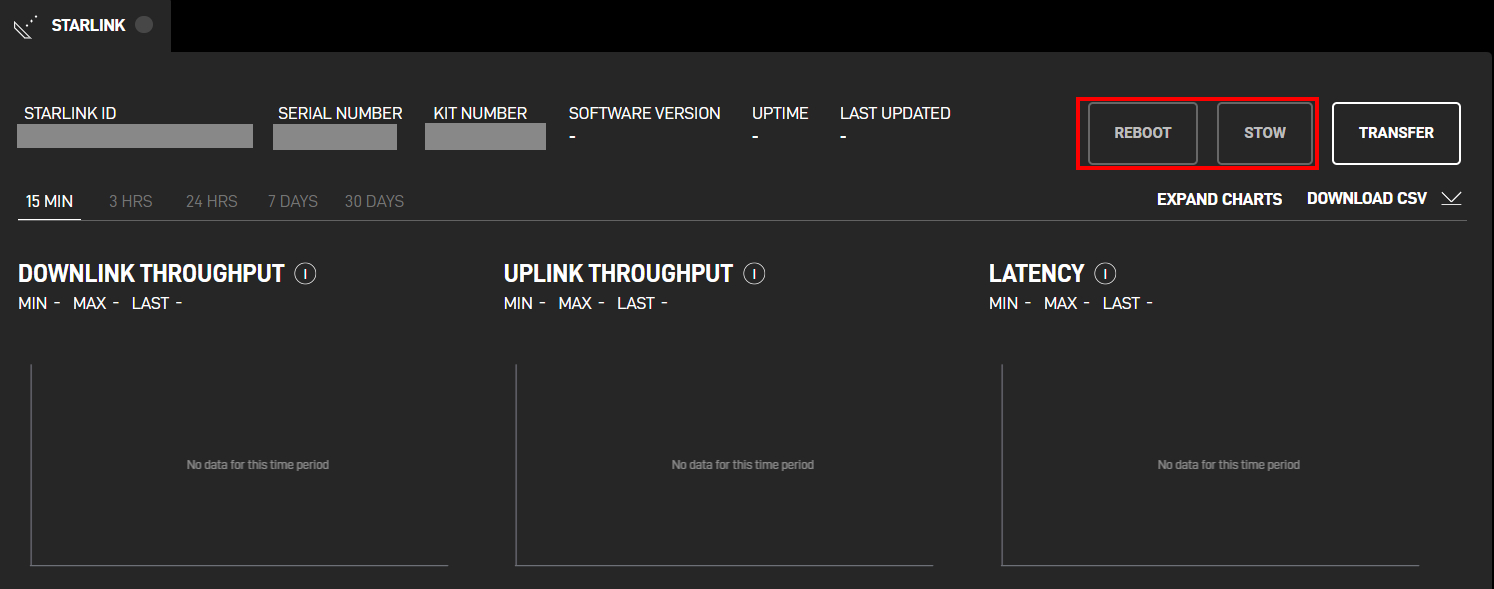 STARLINK
STARLINK ID SERIAL NUMBER KIT NUMBER SOFTWARE VERSION UPTIME LAST UPDATED
- - -
REBOOT STOW TRANSFER
15 MIN 3 HRS 24 HRS 7 DAYS 30 DAYS EXPAND CHARTS DOWNLOAD CSV
DOWNLINK THROUGHPUT I UPLINK THROUGHPUT I LATENCY I
MIN - MAX - LAST - MIN - MAX - LAST - MIN - MAX - LAST -
No data for this time period No data for this time period No data for this time period